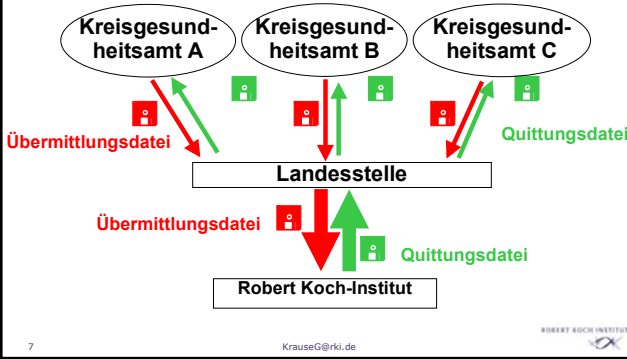 Kreisgesund-
heitsamt A
Kreisgesund-
heitsamt B
Kreisgesund-
heitsamt C
Übermittlungsdatei
Quittungsdatei
Landesstelle
Übermittlungsdatei
Quittungsdatei
Robert Koch-Institut
7
KrauseG@rki.de
ROBERT KOCH INSTITUT